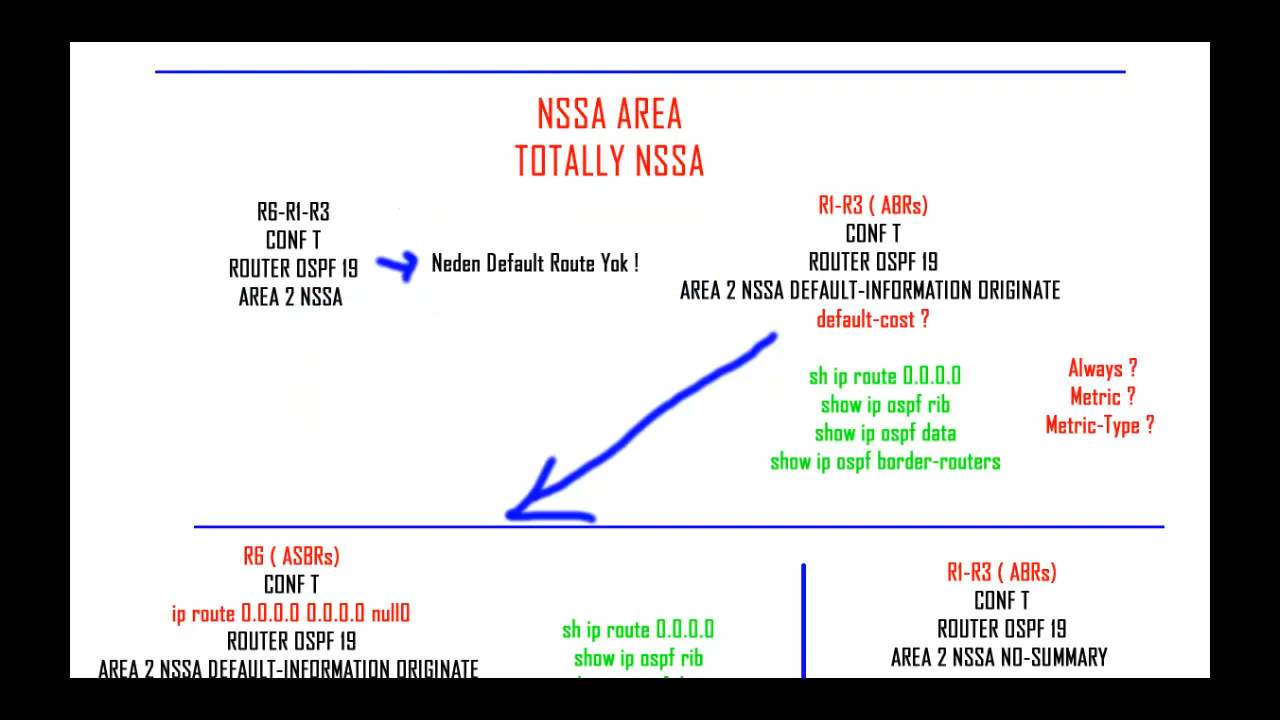 NSSA AREA
TOTALLY NSSA
R6-R1-R3
CONF T
ROUTER OSPF 19
AREA 2 NSSA
Neden Default Route Yok !
R1-R3 ( ABRs)
CONF T
ROUTER OSPF 19
AREA 2 NSSA DEFAULT-INFORMATION ORIGINATE
default-cost ?
sh ip route 0.0.0.0
show ip ospf rib
show ip ospf data
show ip ospf border-routers
Always ?
Metric ?
Metric-Type ?
R6 ( ASBRs)
CONF T
ip route 0.0.0.0 0.0.0.0 null0
ROUTER OSPF 19
AREA 2 NSSA DEFAULT-INFORMATION ORIGINATE
sh ip route 0.0.0.0
show ip ospf rib
R1-R3 ( ABRs)
CONF T
ROUTER OSPF 19
AREA 2 NSSA NO-SUMMARY